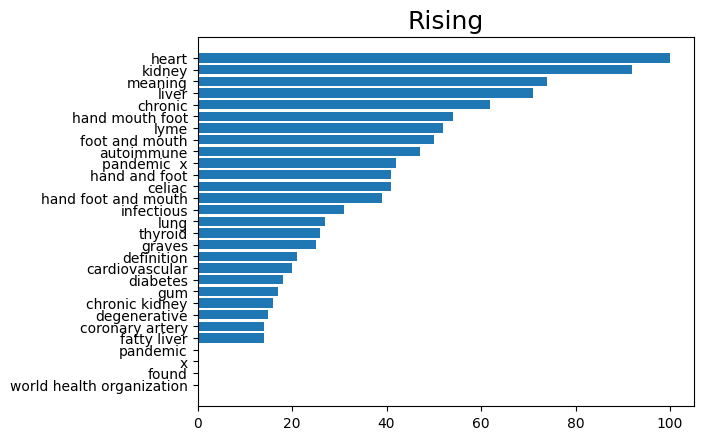 Rising
heart
kidney
meaning
liver
chronic
hand mouth foot
lyme
foot and mouth
autoimmune
pandemic  x
hand and foot
celiac
hand foot and mouth
infectious
lung
thyroid
graves
definition
cardiovascular
diabetes
gum
chronic kidney
degenerative
coronary artery
fatty liver
pandemic
x
found
world health organization
0 20 40 60 80 100